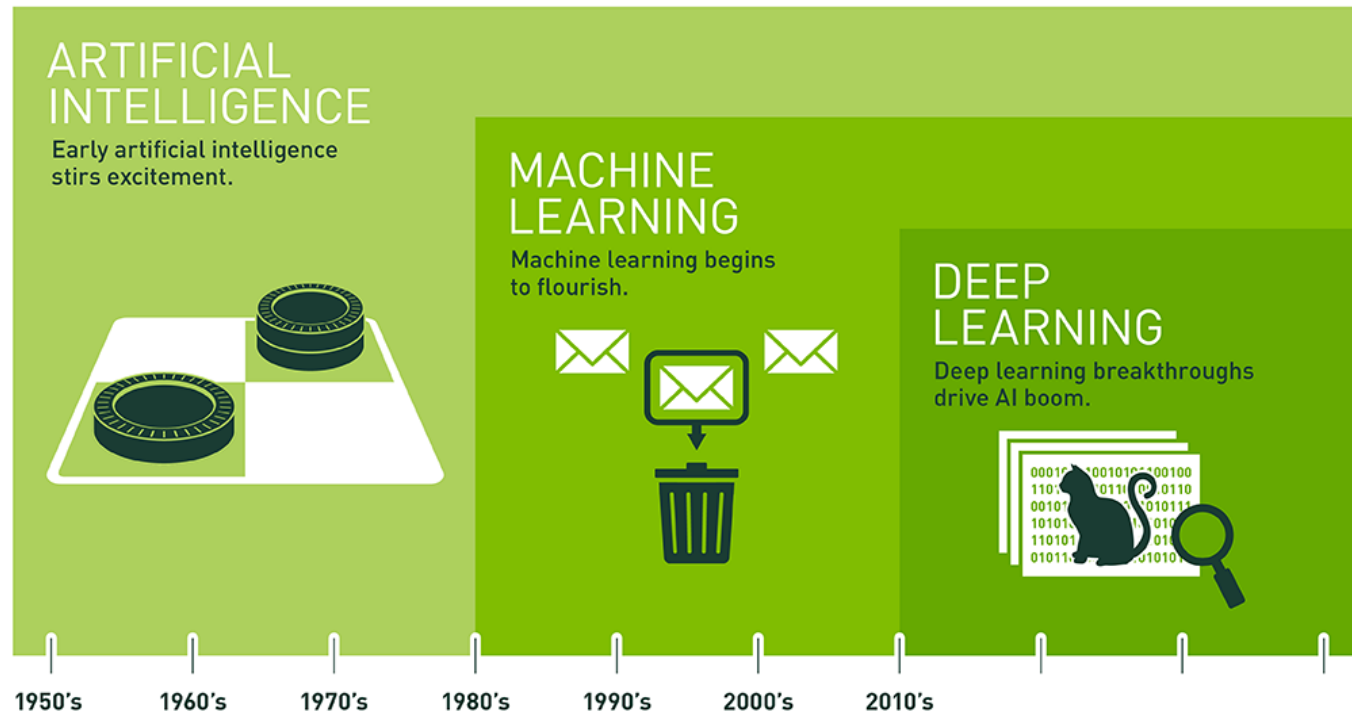 ARTIFICIAL
INTELLIGENCE
Early artificial intelligence
stirs excitement.
MACHINE
LEARNING
Machine learning begins
to flourish.
DEEP
LEARNING
Deep learning breakthroughs
drive AI boom.
1950's 1960's 1970's 1980's 1990's 2000's 2010's